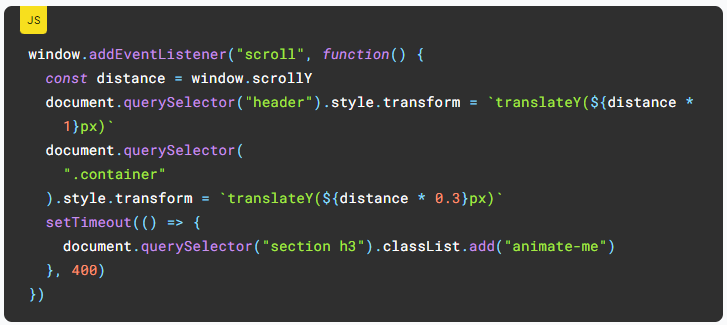 JS
window.addEventListener("scroll", function() {
  const distance = window.scrollY
  document.querySelector("header").style.transform = `translateY(${distance *
    1}px)`
  document.querySelector(
    ".container"
  ).style.transform = `translateY(${distance * 0.3}px)`
  setTimeout(() => {
    document.querySelector("section h3").classList.add("animate-me")
  }, 400)
})